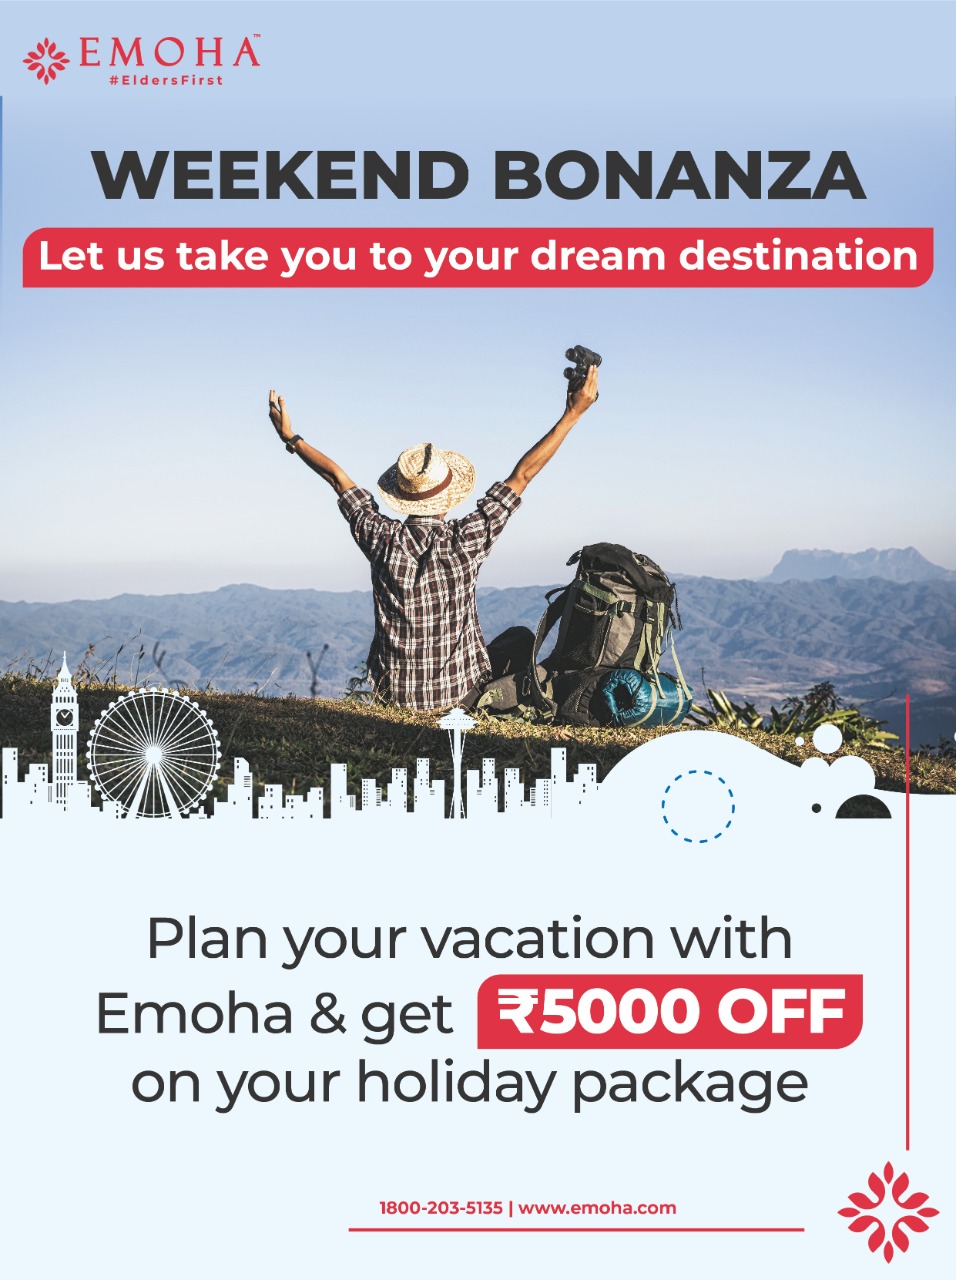 EMOHA™
#EldersFirst
WEEKEND BONANZA
Let us take you to your dream destination
Plan your vacation with
Emoha & get ₹5000 OFF
on your holiday package
1800-203-5135 | www.emoha.com